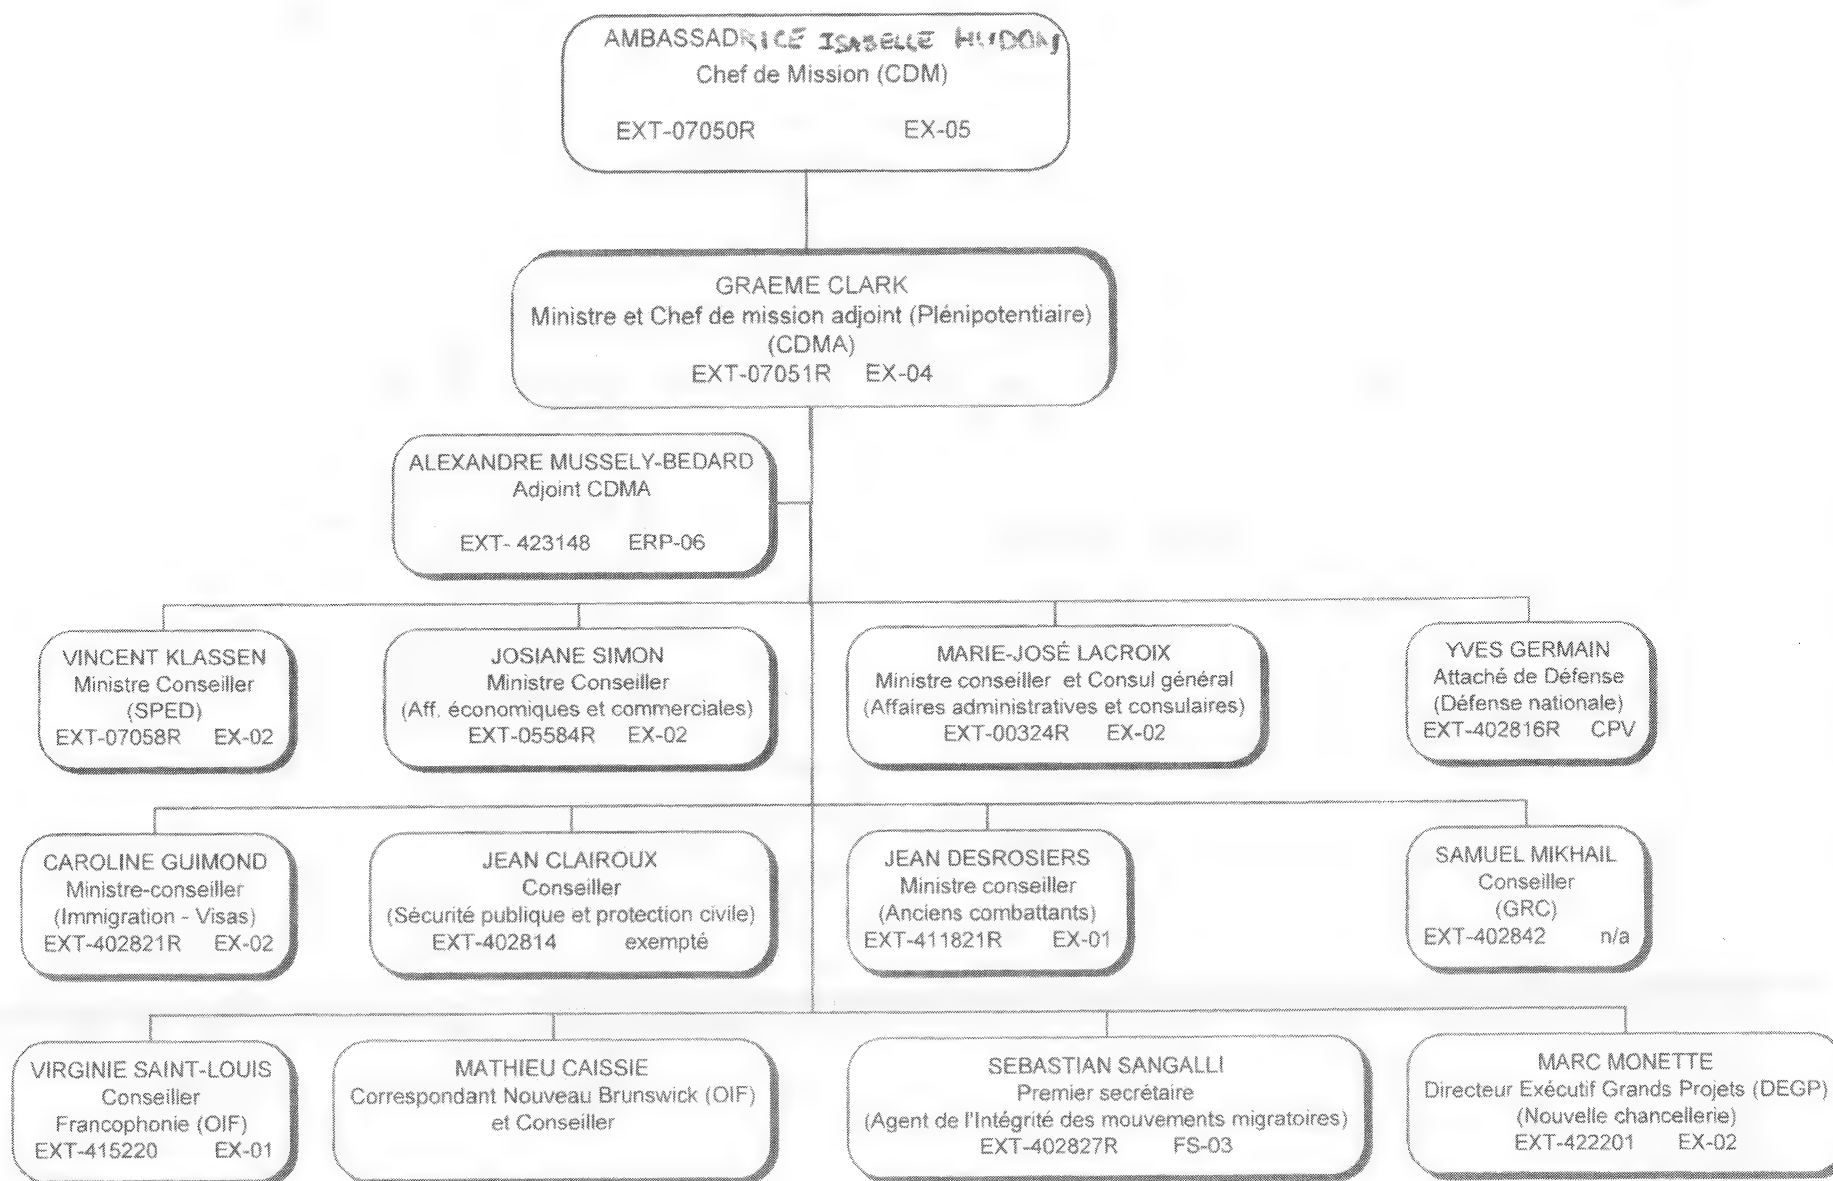 AMBASSADRICE ISABELLE HUDON
Chef de Mission (CDM)
EXT-07050R EX-05
GRAEME CLARK
Ministre et Chef de mission adjoint (Plénipotentiaire)
(CDMA)
EXT-07051R EX-04
ALEXANDRE MUSSELY-BEDARD
Adjoint CDMA
EXT- 423148 ERP-06
VINCENT KLASSEN
Ministre Conseiller
(SPED)
EXT-07058R EX-02
JOSIANE SIMON
Ministre Conseiller
(Aff. économiques et commerciales)
EXT-05584R EX-02
MARIE-JOSÉ LACROIX
Ministre conseiller et Consul général
(Affaires administratives et consulaires)
EXT-00324R EX-02
YVES GERMAIN
Attaché de Défense
(Défense nationale)
EXT-402816R CPV
CAROLINE GUIMOND
Ministre-conseiller
(Immigration - Visas)
EXT-402821R EX-02
JEAN CLAIROUX
Conseiller
(Sécurité publique et protection civile)
EXT-402814 exempté
JEAN DESROSIERS
Ministre conseiller
(Anciens combattants)
EXT-411821R EX-01
SAMUEL MIKHAIL
Conseiller
(GRC)
EXT-402842 n/a
VIRGINIE SAINT-LOUIS
Conseiller
Francophonie (OIF)
EXT-415220 EX-01
MATHIEU CAISSIE
Correspondant Nouveau Brunswick (OIF)
et Conseiller
SEBASTIAN SANGALLI
Premier secrétaire
(Agent de l'Intégrité des mouvements migratoires)
EXT-402827R FS-03
MARC MONETTE
Directeur Exécutif Grands Projets (DEGP)
(Nouvelle chancellerie)
EXT-422201 EX-02